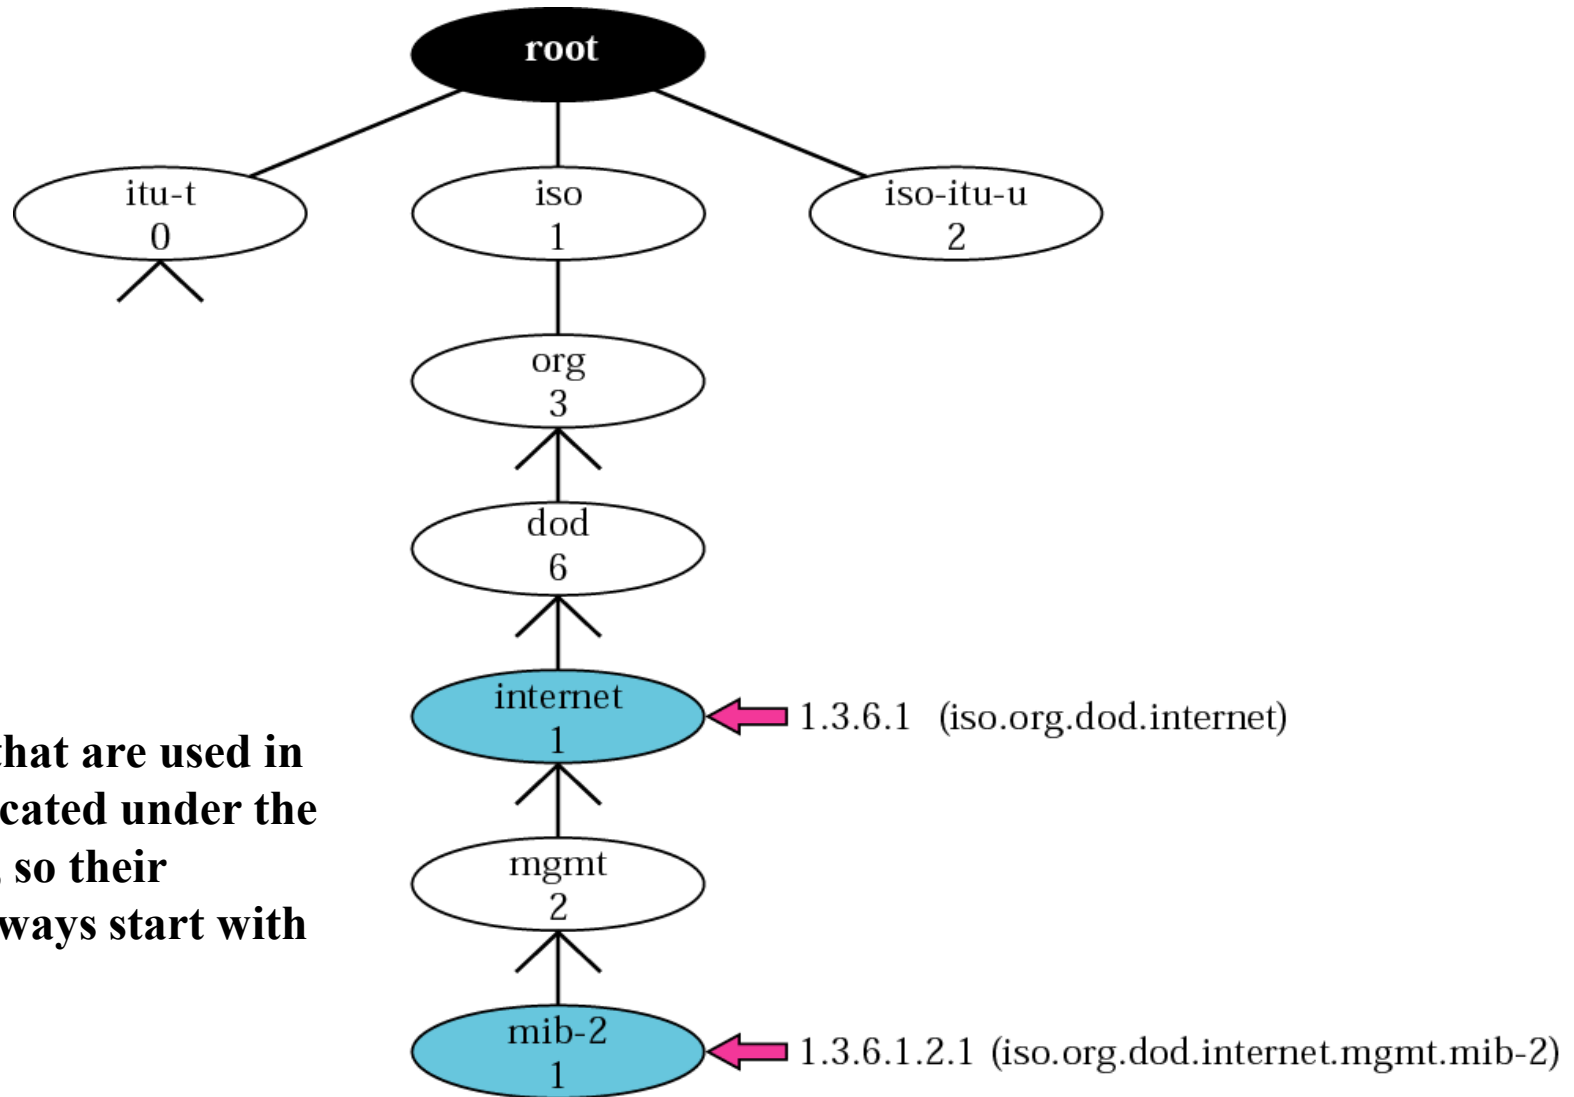 root
itu-t
0
iso
1
iso-itu-u
2
org
3
dod
6
internet
1
1.3.6.1 (iso.org.dod.internet)
that are used in
cated under the
so their
ways start with
mgmt
2
mib-2
1
1.3.6.1.2.1 (iso.org.dod.internet.mgmt.mib-2)